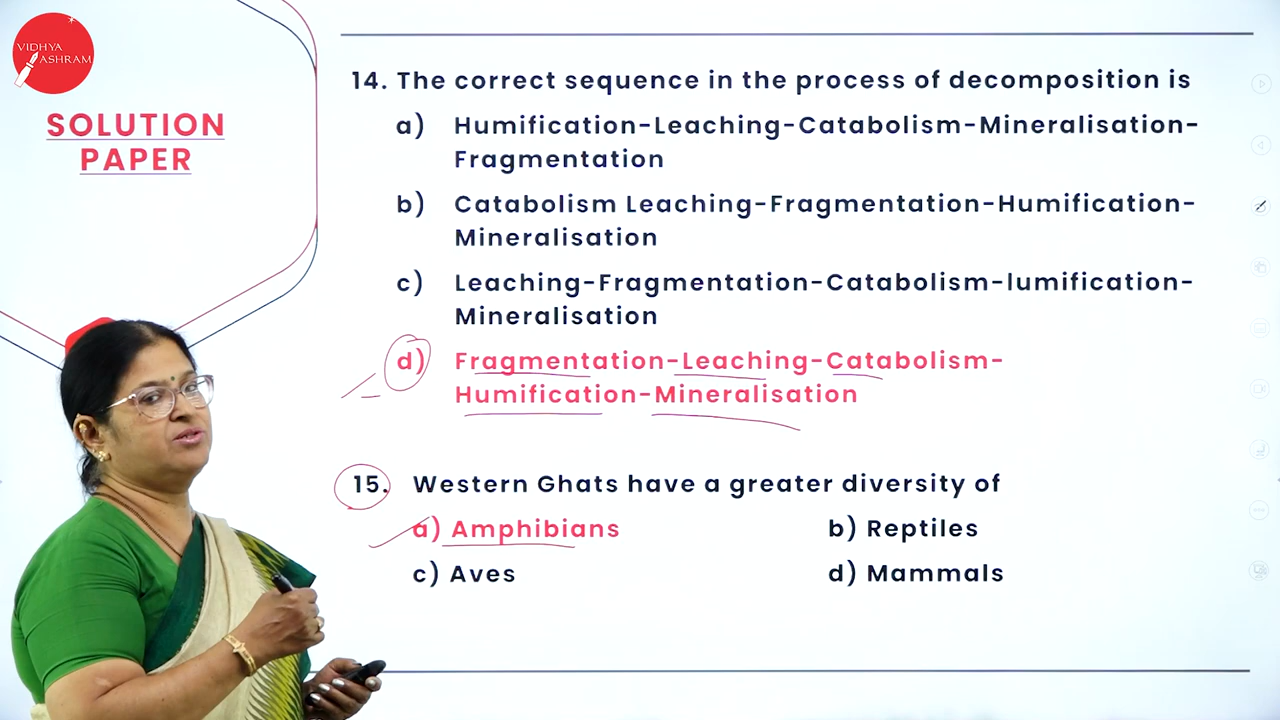 VIDHYA
ASHRAM
SOLUTION
PAPER
14. The correct sequence in the process of decomposition is
a) Humification-Leaching-Catabolism-Mineralisation-
Fragmentation
b) Catabolism Leaching-Fragmentation-Humification-
Mineralisation
c) Leaching-Fragmentation-Catabolism-lumification-
Mineralisation
d) Fragmentation-Leaching-Catabolism-
Humification-Mineralisation
15. Western Ghats have a greater diversity of
a) Amphibians b) Reptiles
c) Aves d) Mammals